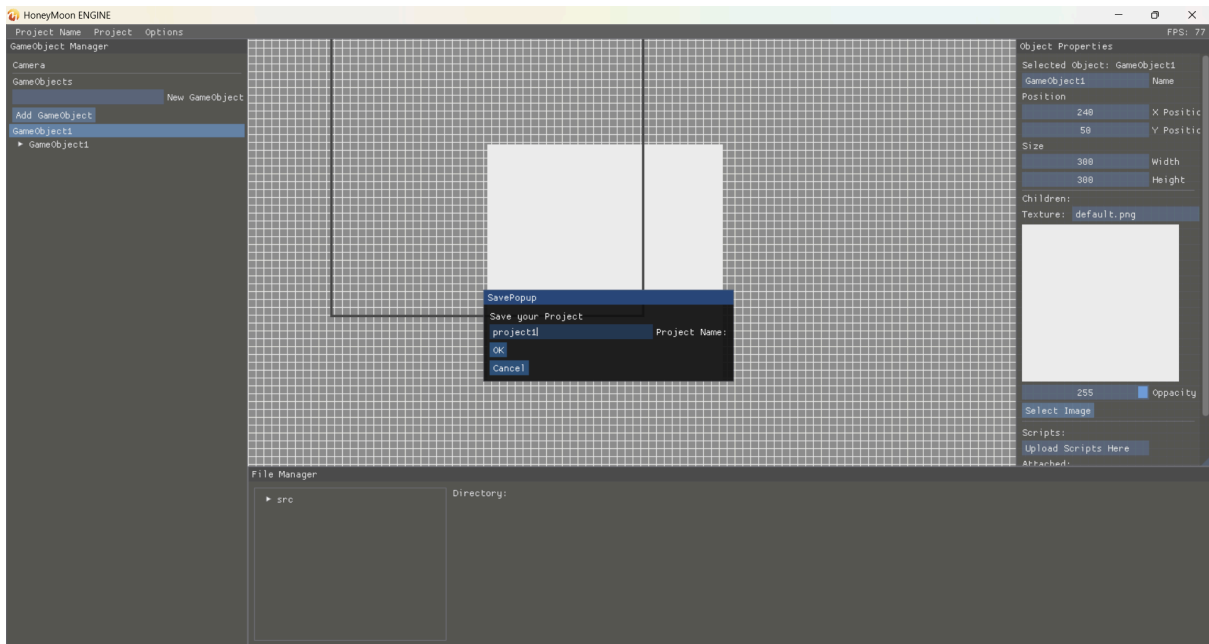 HoneyMoon ENGINE
Project Name Project Options FPS: 77
GameObject Manager
Camera
GameObjects
New GameObject
Add GameObject
GameObject1
GameObject1
SavePopup
Save your Project
project1 Project Name:
OK
Cancel
Object Properties
Selected Object: GameObject1
GameObject1 Name
Position
240 X Positic
50 Y Positic
Size
300 Width
300 Height
Children:
Texture: default.png
255 Oppacity
Select Image
Scripts:
Upload Scripts Here
Attached:
File Manager
src
Directory: